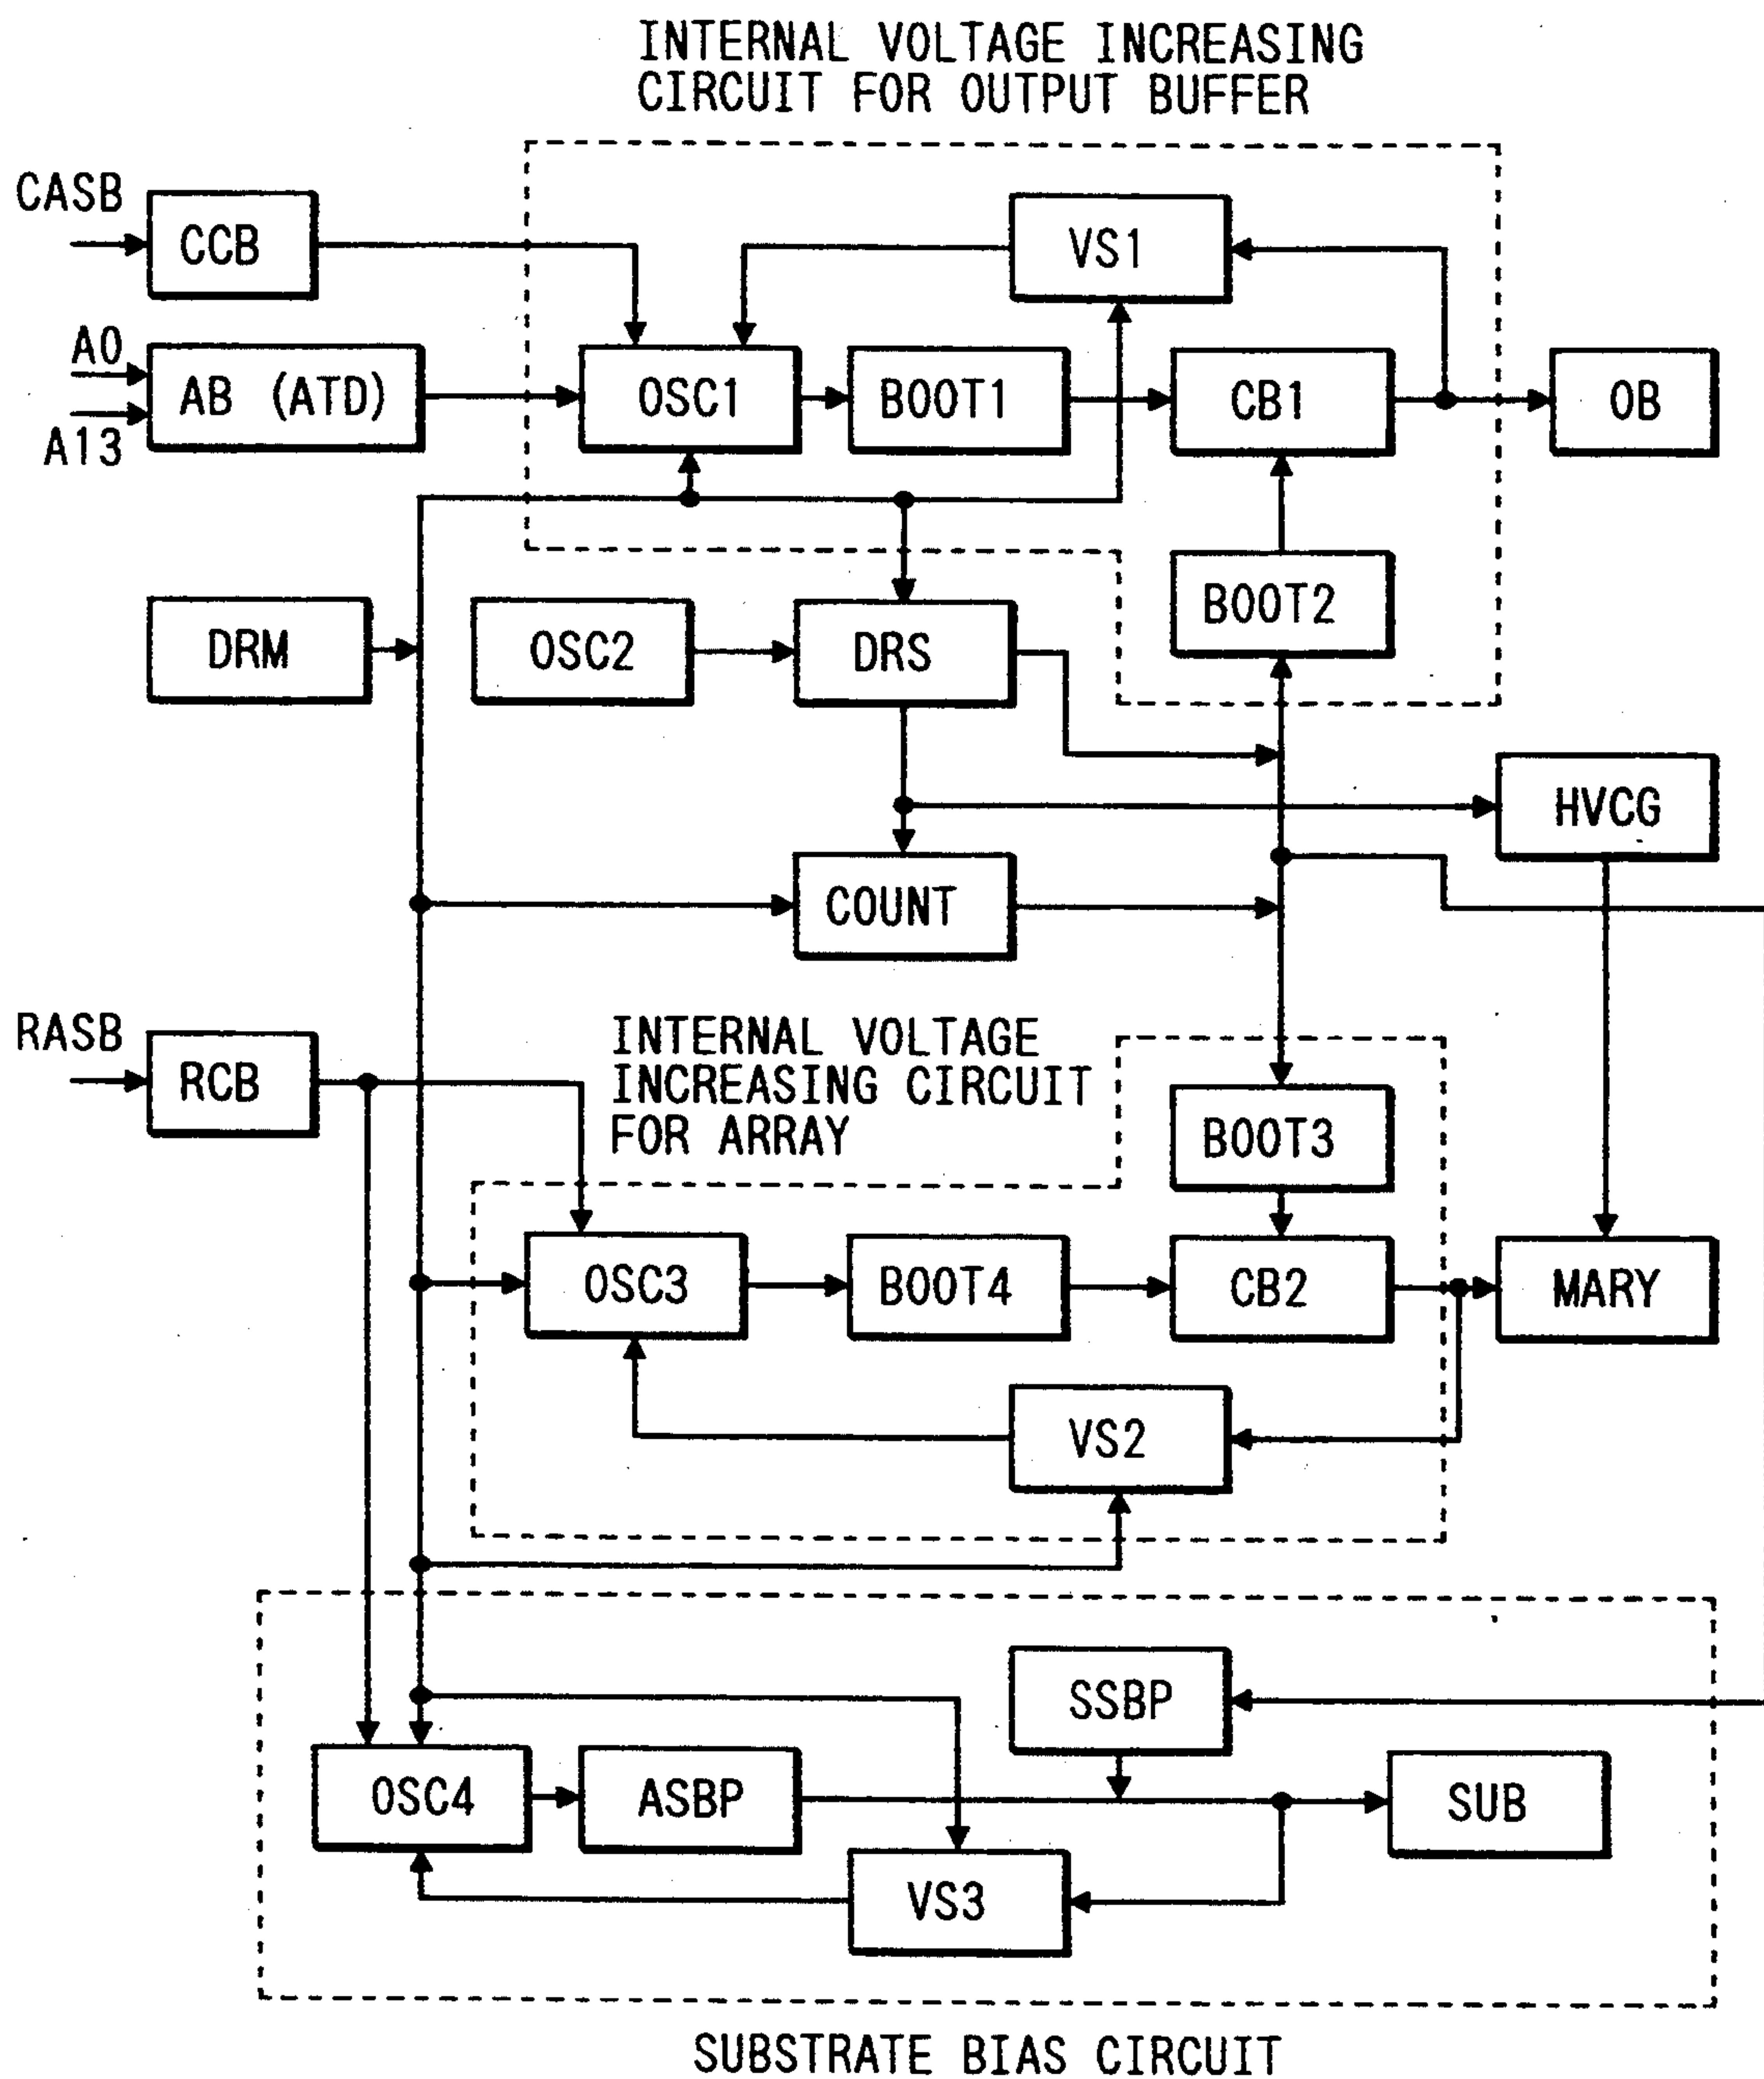 INTERNAL VOLTAGE INCREASING
CIRCUIT FOR OUTPUT BUFFER
CASB
CCB
VS1
A0
AB (ATD)
A13
OSC1
BOOT1
CB1
OB
BOOT2
DRM
OSC2
DRS
HVCG
COUNT
RASB
RCB
INTERNAL VOLTAGE
INCREASING CIRCUIT
FOR ARRAY
BOOT3
OSC3
BOOT4
CB2
MARY
VS2
SSBP
OSC4
ASBP
SUB
VS3
SUBSTRATE BIAS CIRCUIT